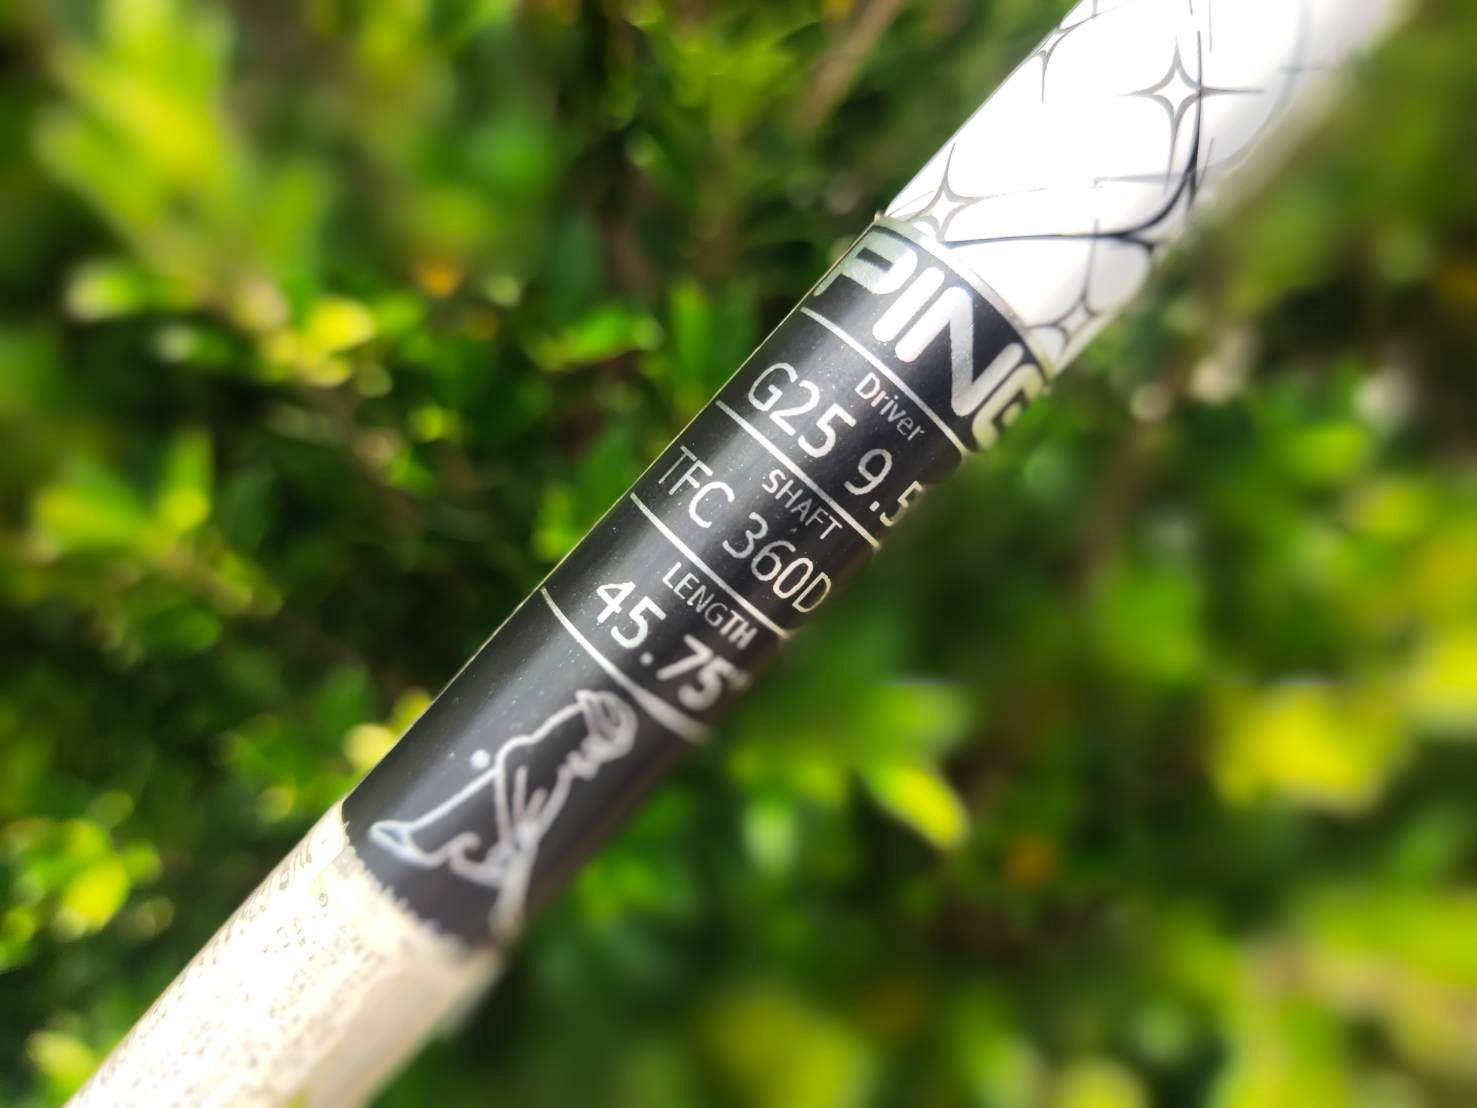 PING
Driver
G25 9.5
SHAFT
TFC 360D
LENGTH
45.75"